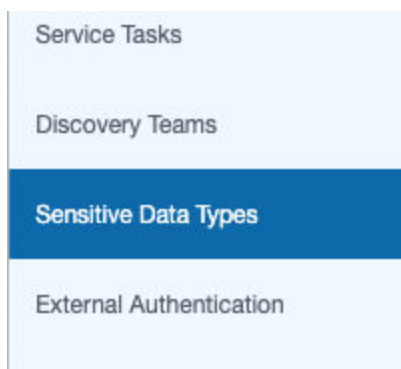 Service Tasks
Discovery Teams
Sensitive Data Types
External Authentication